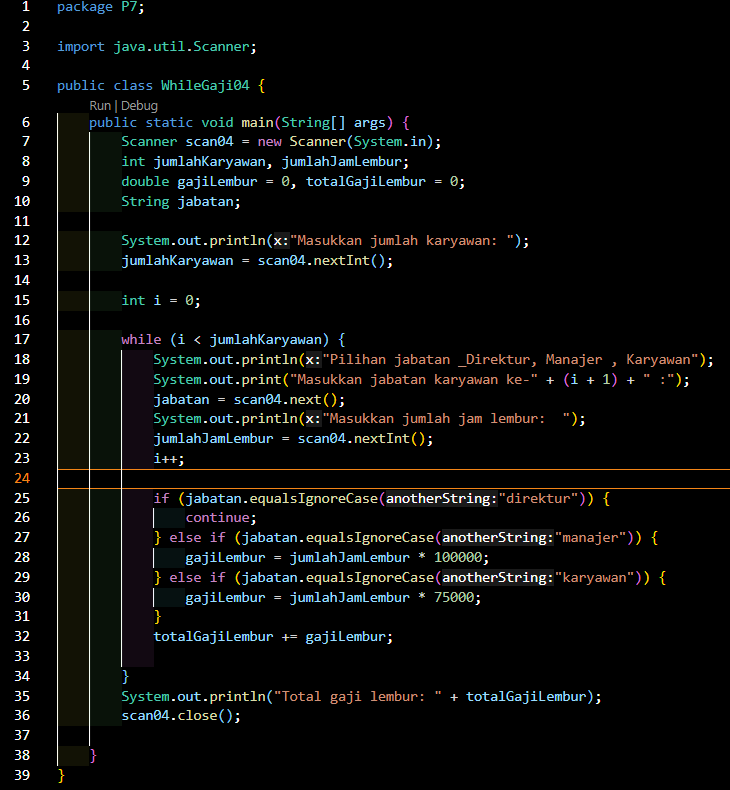 1 package P7;
2
3 import java.util.Scanner;
4
5 public class WhileGaji04 {
Run | Debug
6 public static void main(String[] args) {
7 Scanner scan04 = new Scanner(System.in);
8 int jumlahKaryawan, jumlahJamLembur;
9 double gajiLembur = 0, totalGajiLembur = 0;
10 String jabatan;
11
12 System.out.println(x:"Masukkan jumlah karyawan: ");
13 jumlahKaryawan = scan04.nextInt();
14
15 int i = 0;
16
17 while (i < jumlahKaryawan) {
18 System.out.println(x:"Pilihan jabatan _Direktur, Manajer , Karyawan");
19 System.out.print("Masukkan jabatan karyawan ke-" + (i + 1) + " :");
20 jabatan = scan04.next();
21 System.out.println(x:"Masukkan jumlah jam lembur:  ");
22 jumlahJamLembur = scan04.nextInt();
23 i++;
24
25 if (jabatan.equalsIgnoreCase(anotherString:"direktur")) {
26 continue;
27 } else if (jabatan.equalsIgnoreCase(anotherString:"manajer")) {
28 gajiLembur = jumlahJamLembur * 100000;
29 } else if (jabatan.equalsIgnoreCase(anotherString:"karyawan")) {
30 gajiLembur = jumlahJamLembur * 75000;
31 }
32 totalGajiLembur += gajiLembur;
33
34 }
35 System.out.println("Total gaji lembur: " + totalGajiLembur);
36 scan04.close();
37
38 }
39 }